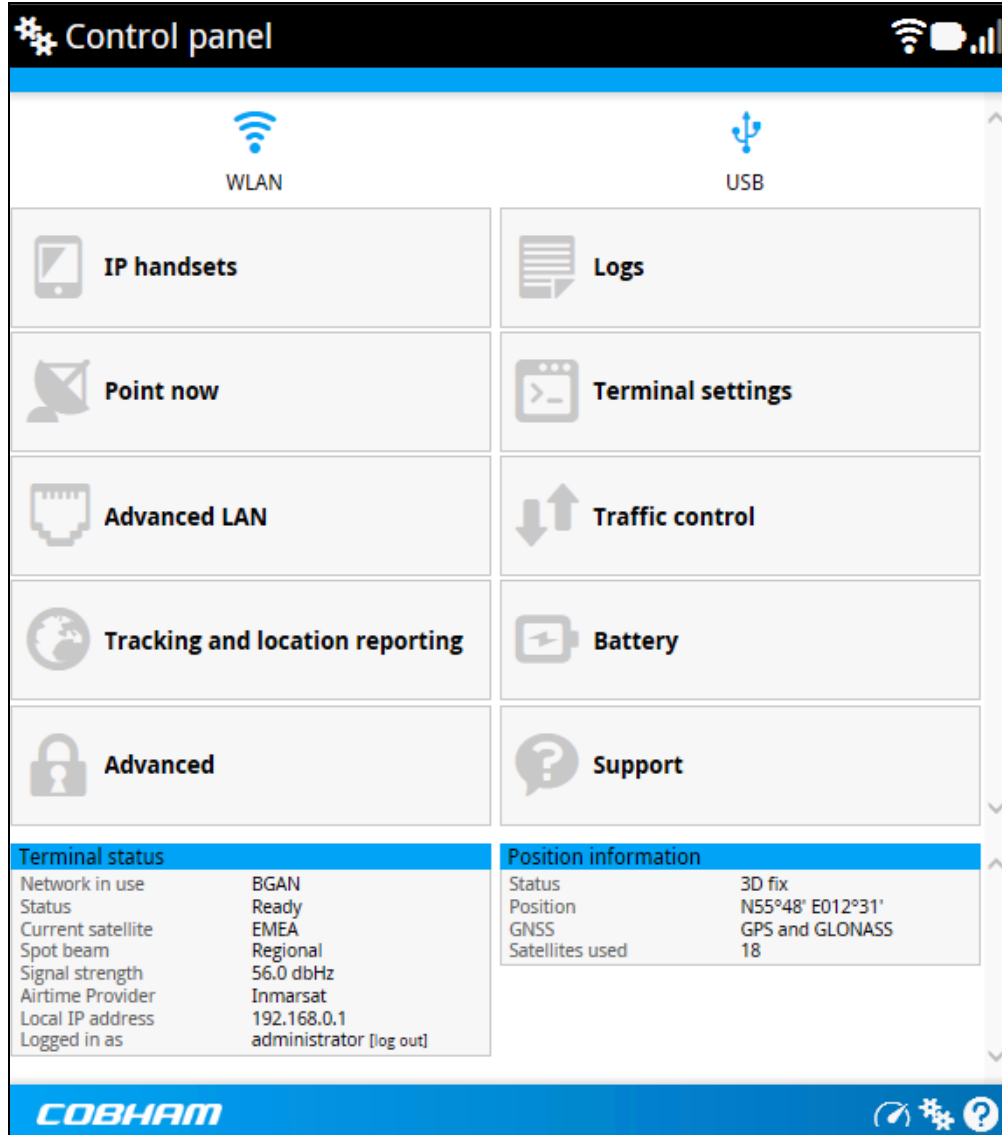 Control panel
WLAN
USB
IP handsets
Logs
Point now
Terminal settings
Advanced LAN
Traffic control
Tracking and location reporting
Battery
Advanced
Support
Terminal status
Network in use BGAN
Status Ready
Current satellite EMEA
Spot beam Regional
Signal strength 56.0 dbHz
Airtime Provider Inmarsat
Local IP address 192.168.0.1
Logged in as administrator [log out]
Position information
Status 3D fix
Position N55°48' E012°31'
GNSS GPS and GLONASS
Satellites used 18
COBHAM